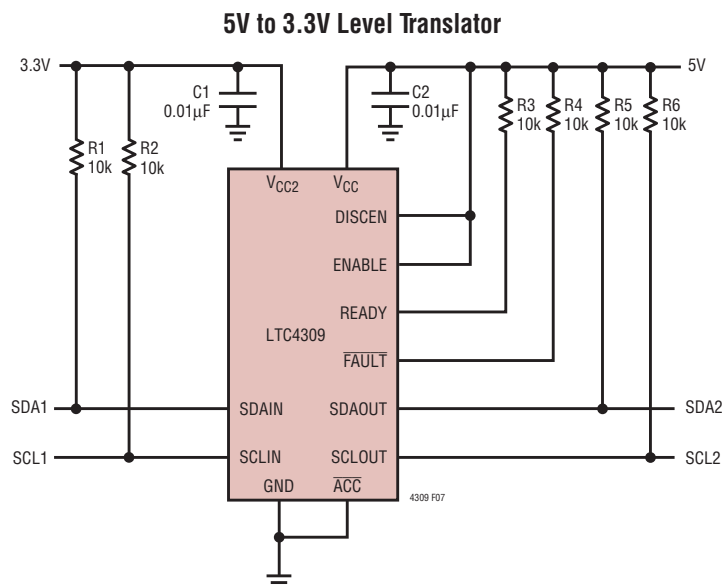 5V to 3.3V Level Translator
3.3V
5V
C1
0.01μF
C2
0.01μF
R3
10k
R4
10k
R5
10k
R6
10k
R1
10k
R2
10k
VCC2
VCC
DISCEN
ENABLE
READY
LTC4309
FAULT
SDA1
SDAIN
SDAOUT
SDA2
SCL1
SCLIN
SCLOUT
SCL2
GND
ACC
4309 F07